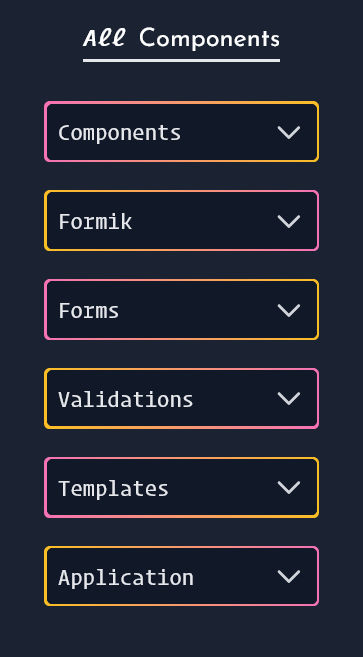 All Components
Components
Formik
Forms
Validations
Templates
Application